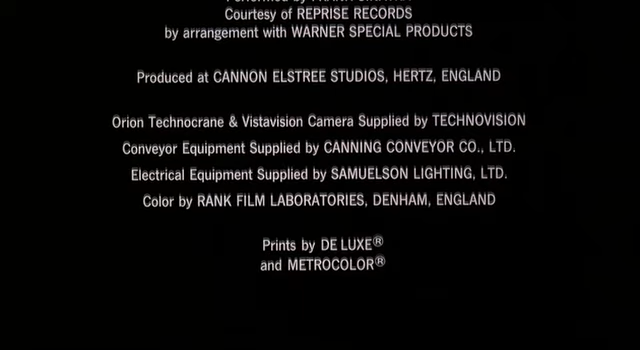 Courtesy of REPRISE RECORDS
by arrangement with WARNER SPECIAL PRODUCTS
Produced at CANNON ELSTREE STUDIOS, HERTZ, ENGLAND
Orion Technocrane & Vistavision Camera Supplied by TECHNOVISION
Conveyor Equipment Supplied by CANNING CONVEYOR CO., LTD.
Electrical Equipment Supplied by SAMUELSON LIGHTING, LTD.
Color by RANK FILM LABORATORIES, DENHAM, ENGLAND
Prints by DE LUXE®
and METROCOLOR®